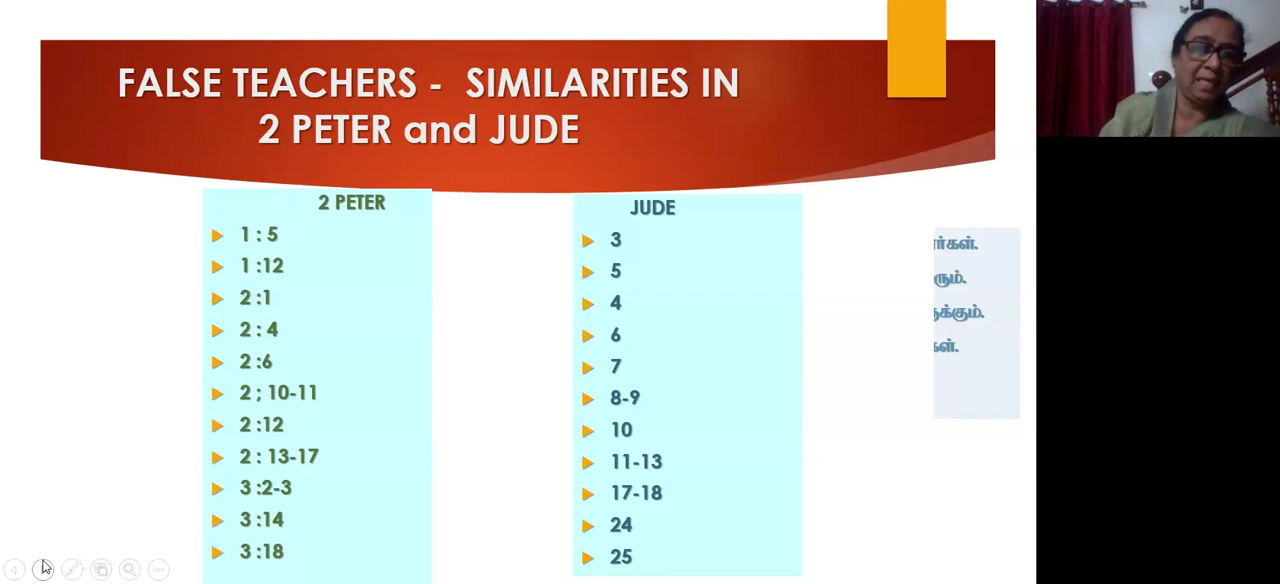 FALSE TEACHERS - SIMILARITIES IN
2 PETER and JUDE
2 PETER
1 : 5
1 :12
2 :1
2 : 4
2 :6
2 ; 10-11
2 :12
2 : 13-17
3 :2-3
3 :14
3 :18
JUDE
3
5
4
6
7
8-9
10
11-13
17-18
24
25